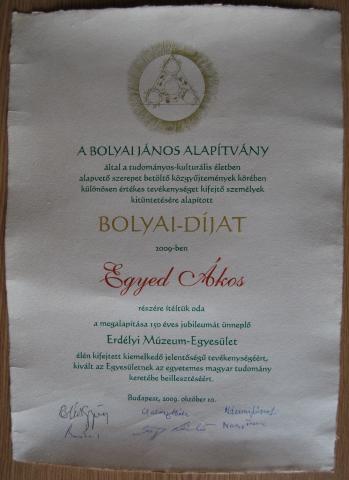 A BOLYAI JÁNOS ALAPÍTVÁNY
által a tudományos-kulturális életben
alapvető szerepet betöltő közgyűjtemények körében
különösen értékes tevékenységet kifejtő személyek
kitüntetésére alapított
BOLYAI-DÍJAT
2009-ben
Egyed Ákos
részére ítéltük oda
a megalapítása 150 éves jubileumát ünneplő
Erdélyi Múzeum-Egyesület
élén kifejtett kiemelkedő jelentőségű tevékenységéért,
kivált az Egyesületnek az egyetemes magyar tudomány
keretébe beillesztéséért.
Budapest, 2009. október 10.